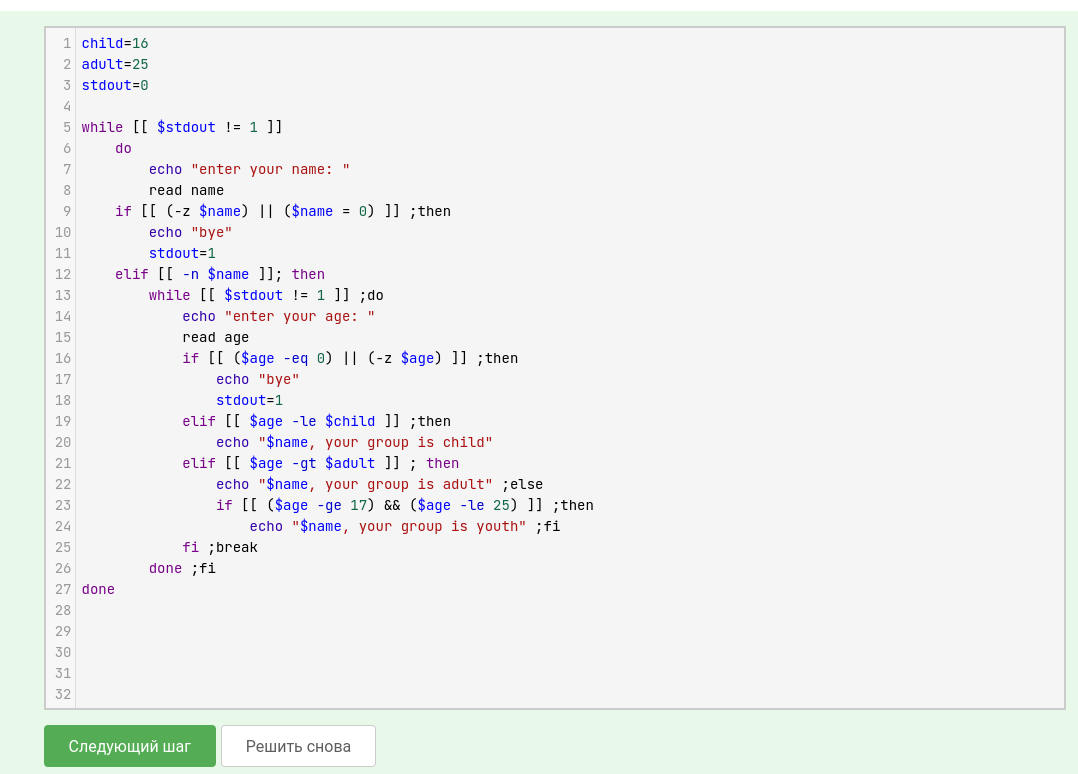 1 child=16
2 adult=25
3 stdout=0
4
5 while [[ $stdout != 1 ]]
6     do
7         echo "enter your name: "
8         read name
9     if [[ (-z $name) || ($name = 0) ]] ;then
10         echo "bye"
11         stdout=1
12     elif [[ -n $name ]]; then
13         while [[ $stdout != 1 ]] ;do
14             echo "enter your age: "
15             read age
16             if [[ ($age -eq 0) || (-z $age) ]] ;then
17                 echo "bye"
18                 stdout=1
19             elif [[ $age -le $child ]] ;then
20                 echo "$name, your group is child"
21             elif [[ $age -gt $adult ]] ; then
22                 echo "$name, your group is adult" ;else
23                 if [[ ($age -ge 17) && ($age -le 25) ]] ;then
24                     echo "$name, your group is youth" ;fi
25             fi ;break
26         done ;fi
27 done
28
29
30
31
32
Следующий шаг Решить снова